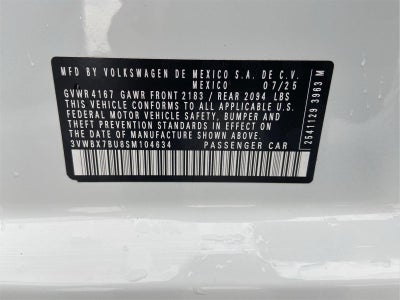 MFD BY VOLKSWAGEN DE MEXICO S.A. DE C.V.
MEXICO 07/25
GVWR 4167 GAWR FRONT 2183 / REAR 2094 LBS
THIS VEHICLE CONFORMS TO ALL APPLICABLE U.S.
FEDERAL MOTOR VEHICLE SAFETY, BUMPER AND
THEFT PREVENTION STANDARDS IN EFFECT ON
THE DATE OF MANUFACTURE SHOWN ABOVE.
3VWBX7BU8SM104634 PASSENGER CAR
2541129 3963 M